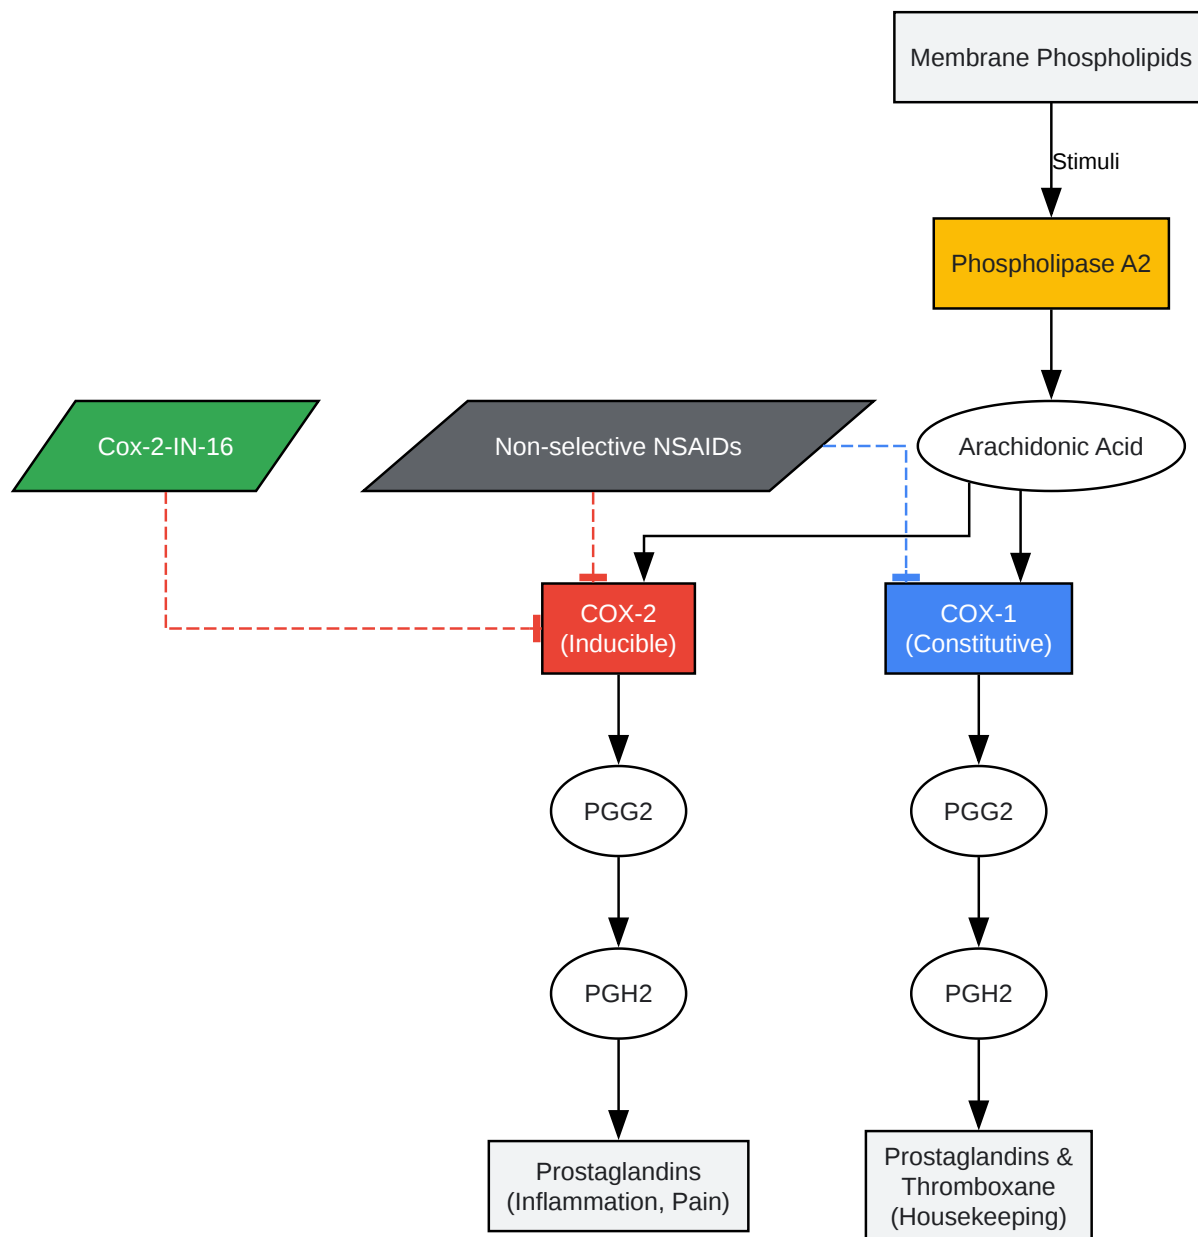 Membrane Phospholipids
Stimuli
Phospholipase A2
Cox-2-IN-16
Non-selective NSAIDs
Arachidonic Acid
COX-2
(Inducible)
COX-1
(Constitutive)
PGG2
PGG2
PGH2
PGH2
Prostaglandins
(Inflammation, Pain)
Prostaglandins &
Thromboxane
(Housekeeping)